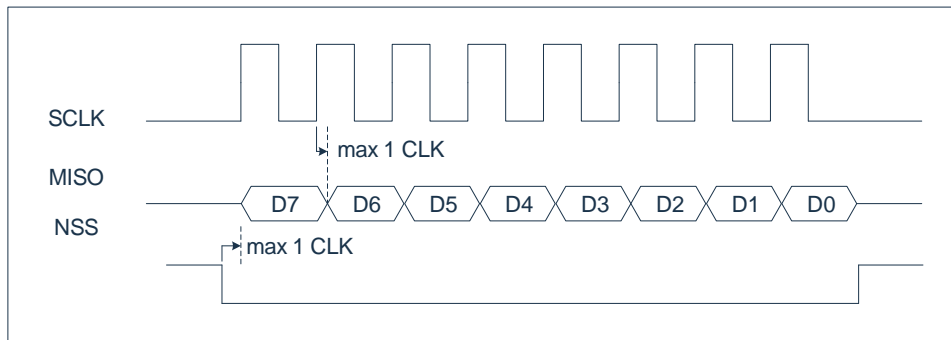 SCLK
max 1 CLK
MISO
D7 D6 D5 D4 D3 D2 D1 D0
NSS
max 1 CLK